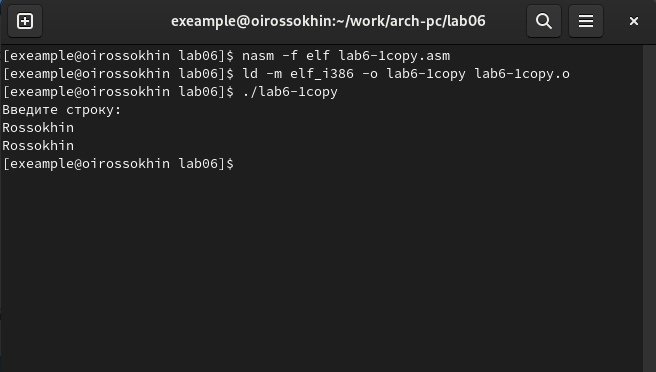 exeample@oirossokhin:~/work/arch-pc/lab06
[exeample@oirossokhin lab06]$ nasm -f elf lab6-1copy.asm
[exeample@oirossokhin lab06]$ ld -m elf_i386 -o lab6-1copy lab6-1copy.o
[exeample@oirossokhin lab06]$ ./lab6-1copy
Введите строку:
Rossokhin
Rossokhin
[exeample@oirossokhin lab06]$